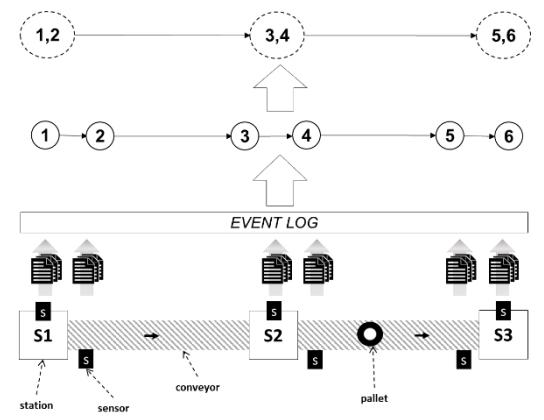 1,2 3,4 5,6
1 2 3 4 5 6
EVENT LOG
s s s
S1 S2 S3
s s s
station sensor conveyor pallet